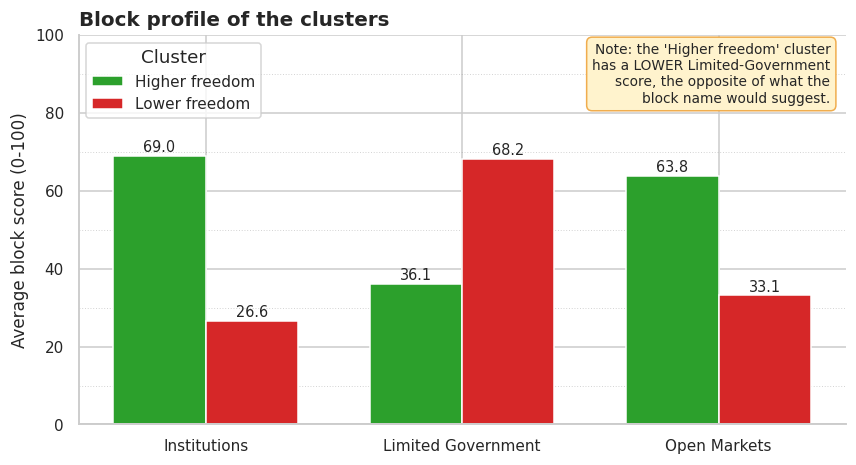 Block profile of the clusters
Average block score (0-100)
100
80
60
40
20
0
Cluster
Higher freedom
Lower freedom
Note: the 'Higher freedom' cluster
has a LOWER Limited-Government
score, the opposite of what the
block name would suggest.
69.0
26.6
36.1
68.2
63.8
33.1
Institutions
Limited Government
Open Markets